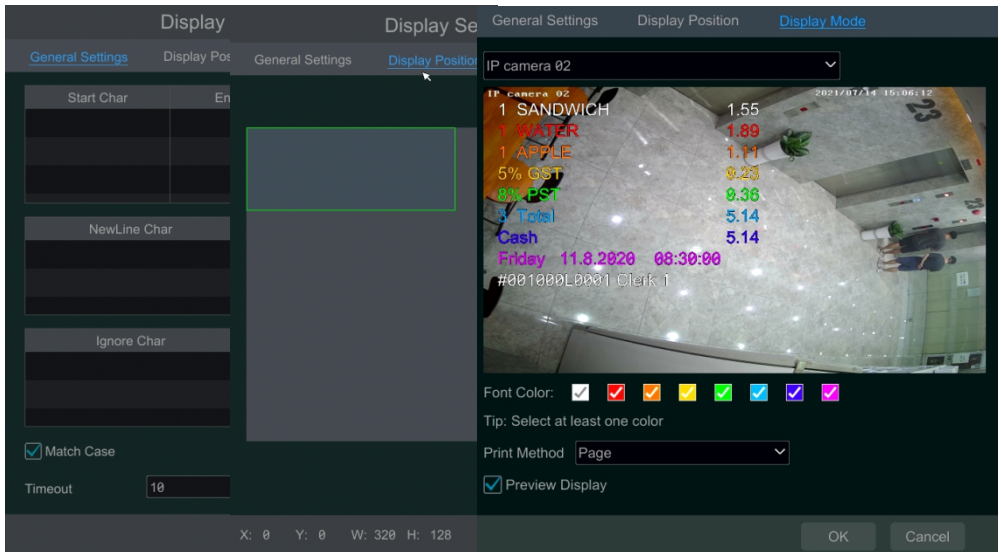 Display
General Settings
Display Pos
Start Char
En
NewLine Char
Ignore Char
Match Case
Timeout
10
Display Se
General Settings
Display Position
X: 0 Y: 0 W: 320 H: 128
General Settings
Display Position
Display Mode
IP camera 02
IP camera 02
2021/07/14 15:06:12
1 SANDWICH 1.55
1 WATER 1.89
1 APPLE 1.11
5% GST 0.23
8% PST 0.36
3 Total 5.14
Cash 5.14
Friday 11.8.2020 08:30:00
#001000L0001 Clerk 1
23
Font Color:
Tip: Select at least one color
Print Method
Page
Preview Display
OK
Cancel